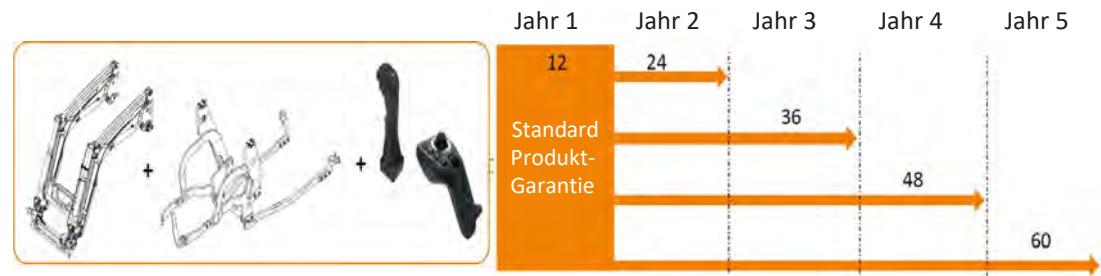 Jahr 1 Jahr 2 Jahr 3 Jahr 4 Jahr 5
12 24
36
Standard
Produkt-
Garantie
48
60
+ +